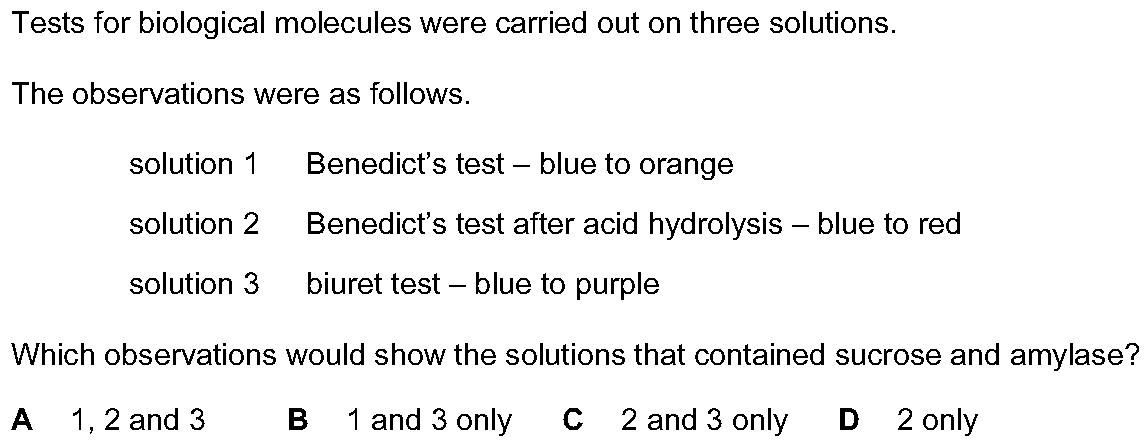 Tests for biological molecules were carried out on three solutions.
The observations were as follows.
solution 1 Benedict’s test – blue to orange
solution 2 Benedict’s test after acid hydrolysis – blue to red
solution 3 biuret test – blue to purple
Which observations would show the solutions that contained sucrose and amylase?
A 1, 2 and 3 B 1 and 3 only C 2 and 3 only D 2 only